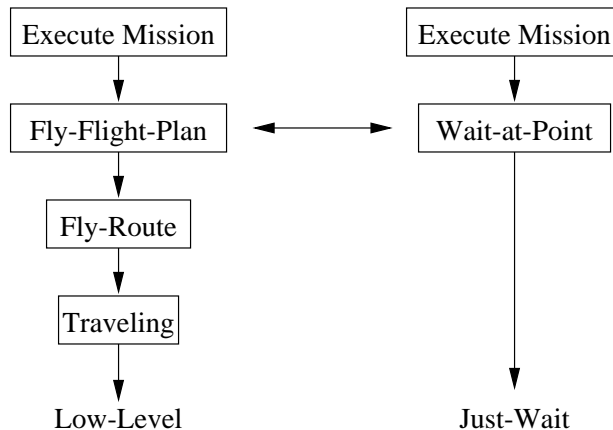 Execute Mission
Execute Mission
Fly-Flight-Plan
Wait-at-Point
Fly-Route
Traveling
Low-Level
Just-Wait